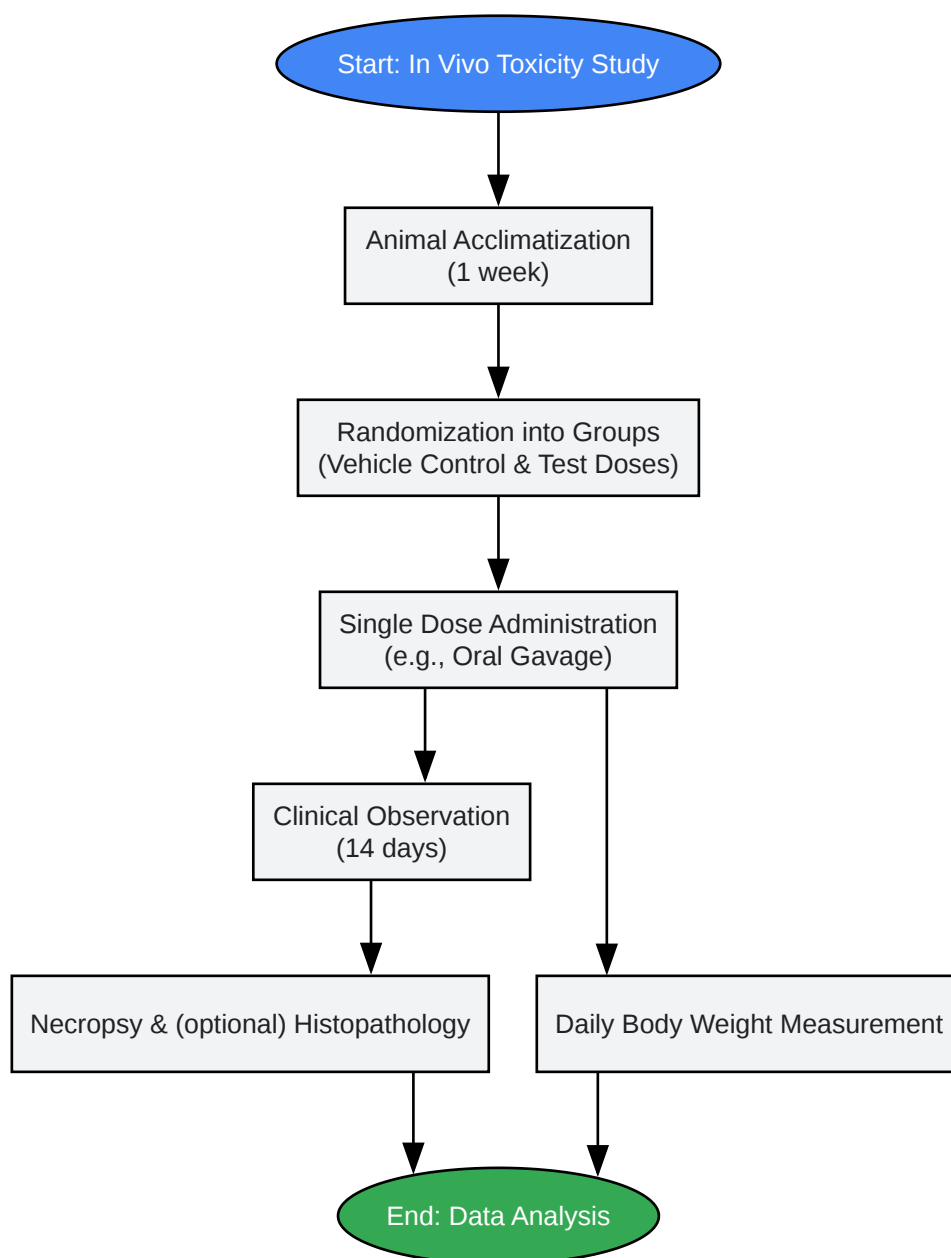 Start: In Vivo Toxicity Study
Animal Acclimatization
(1 week)
Randomization into Groups
(Vehicle Control & Test Doses)
Single Dose Administration
(e.g., Oral Gavage)
Clinical Observation
(14 days)
Necropsy & (optional) Histopathology
Daily Body Weight Measurement
End: Data Analysis